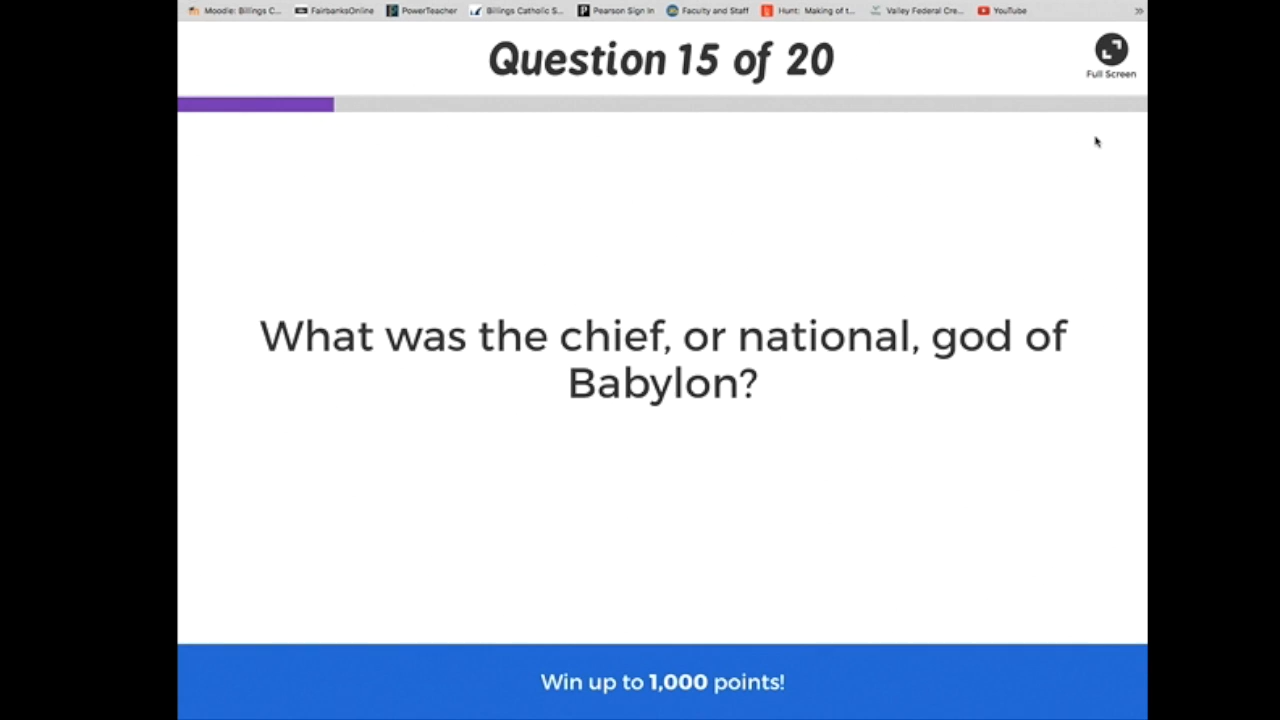 Moodle: Billings C... FairbanksOnline PowerTeacher Billings Catholic S... Pearson Sign In Faculty and Staff Hunt: Making of t... Valley Federal Cre... YouTube »
Question 15 of 20
Full Screen
What was the chief, or national, god of
Babylon?
Win up to 1,000 points!